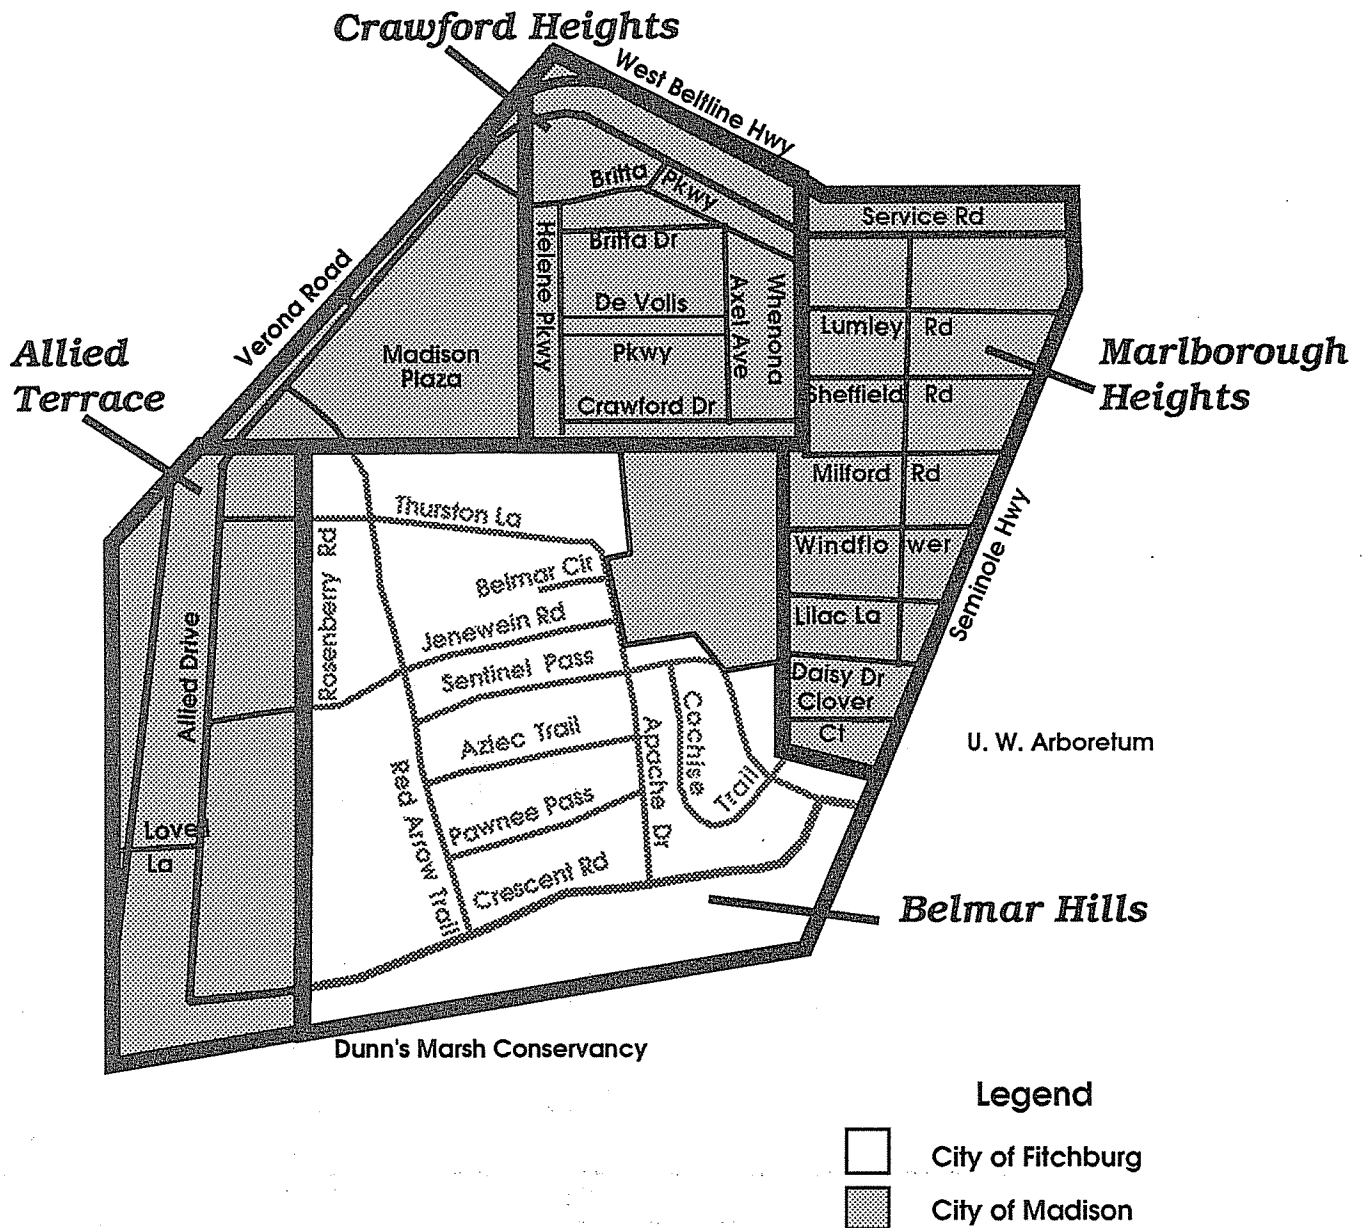 Crawford Heights
West Beltline Hwy
Britta Pkwy
Service Rd
Britta Dr
Helene Pkwy
De Volis
Pkwy
Axel Ave
Whenona
Crawford Dr
Verona Road
Madison
Plaza
Lumley Rd
Sheffield Rd
Marlborough
Heights
Allied
Terrace
Milford Rd
Windflower
Lilac La
Daisy Dr
Clover
Ct
Seminole Hwy
Thurston La
Belmar Cir
Jenewein Rd
Sentinel Pass
Aztec Trail
Pawnee Pass
Crescent Rd
Rosenberry Rd
Allied Drive
Red Arrow Trail
Apache Dr
Cochise
Trail
Lovell
La
U. W. Arboretum
Belmar Hills
Dunn's Marsh Conservancy
Legend
City of Fitchburg
City of Madison